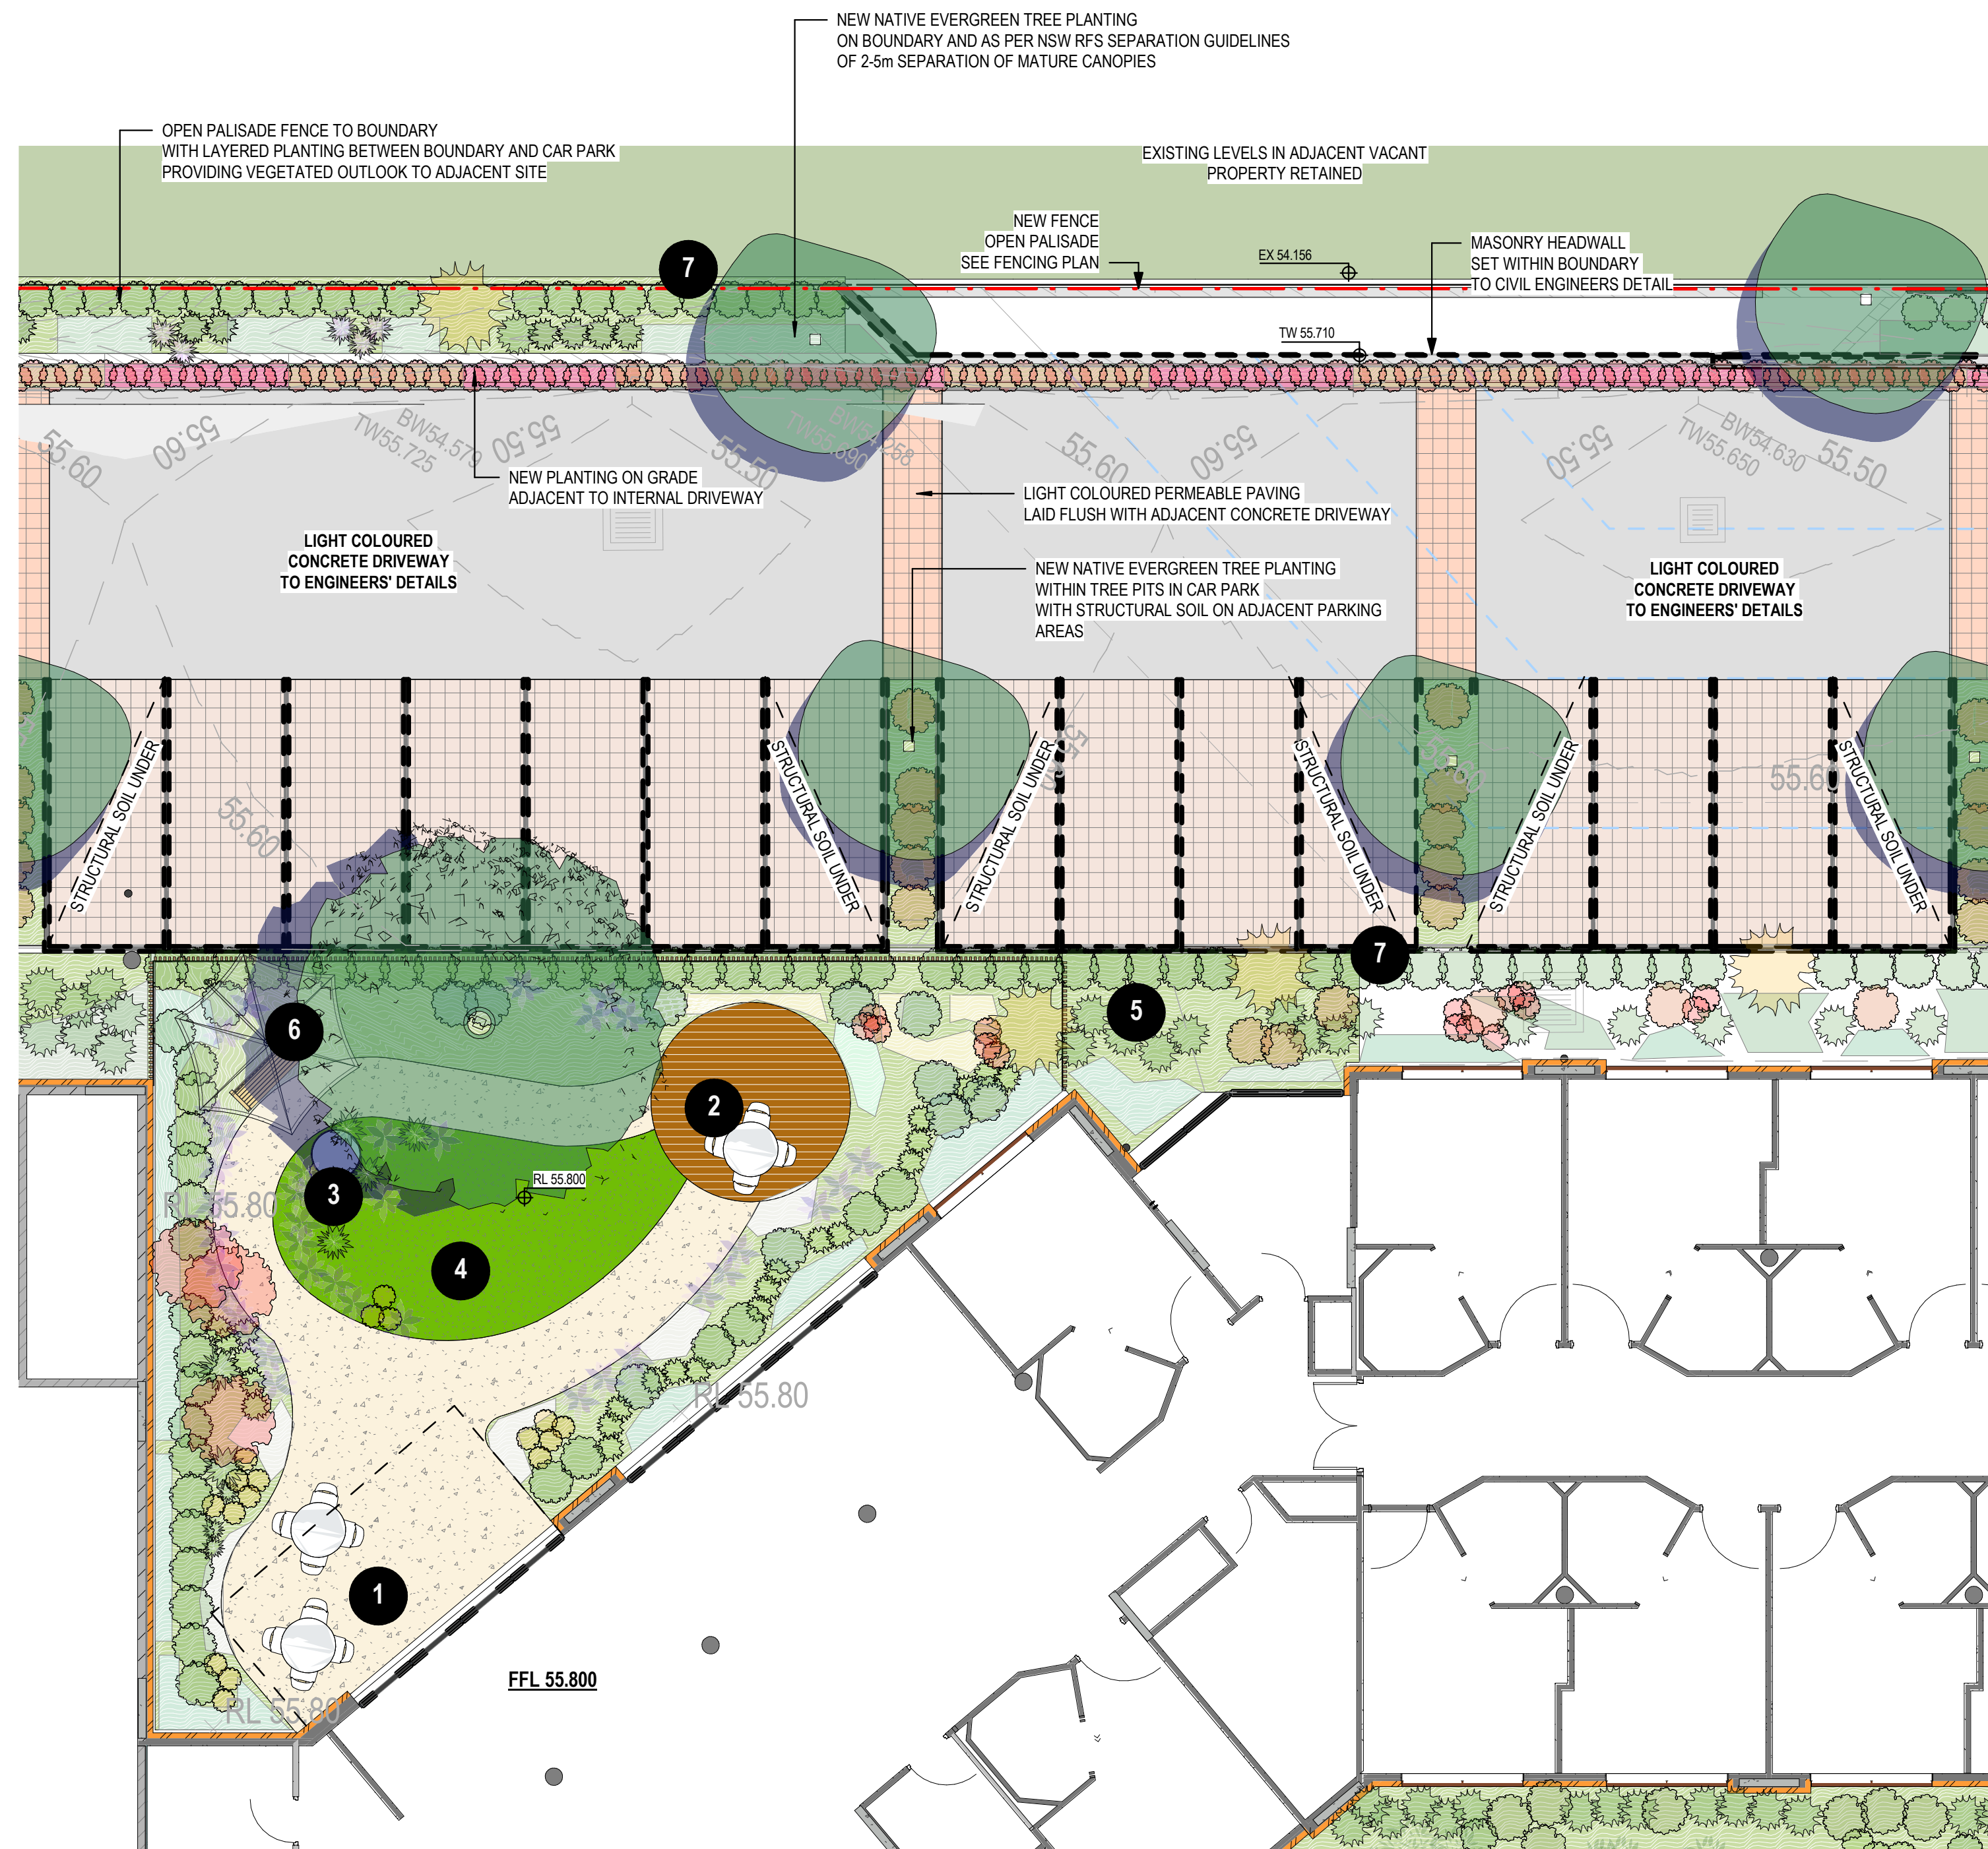 NEW NATIVE EVERGREEN TREE PLANTING
ON BOUNDARY AND AS PER NSW RFS SEPARATION GUIDELINES
OF 2-5m SEPARATION OF MATURE CANOPIES
OPEN PALISADE FENCE TO BOUNDARY
WITH LAYERED PLANTING BETWEEN BOUNDARY AND CAR PARK
PROVIDING VEGETATED OUTLOOK TO ADJACENT SITE
EXISTING LEVELS IN ADJACENT VACANT
PROPERTY RETAINED
NEW FENCE
OPEN PALISADE
SEE FENCING PLAN
EX 54.156
MASONRY HEADWALL
SET WITHIN BOUNDARY
TO CIVIL ENGINEERS DETAIL
7
TW 55.710
55.60
55.60
BW54.579
TW55.725
55.50
55.50
TW55.690
55.60
55.60
55.50
BW54.630
TW55.650
55.50
NEW PLANTING ON GRADE
ADJACENT TO INTERNAL DRIVEWAY
LIGHT COLOURED PERMEABLE PAVING
LAID FLUSH WITH ADJACENT CONCRETE DRIVEWAY
LIGHT COLOURED
CONCRETE DRIVEWAY
TO ENGINEERS' DETAILS
NEW NATIVE EVERGREEN TREE PLANTING
WITHIN TREE PITS IN CAR PARK
WITH STRUCTURAL SOIL ON ADJACENT PARKING
AREAS
LIGHT COLOURED
CONCRETE DRIVEWAY
TO ENGINEERS' DETAILS
STRUCTURAL SOIL UNDER
55.60
STRUCTURAL SOIL UNDER
STRUCTURAL SOIL UNDER
STRUCTURAL SOIL UNDER
55.60
STRUCTURAL SOIL UNDER
55.60
STRUCTURAL SOIL UNDER
7
5
6
2
3
RL 55.800
RL 55.80
4
RL 55.80
1
FFL 55.800
RL 55.80